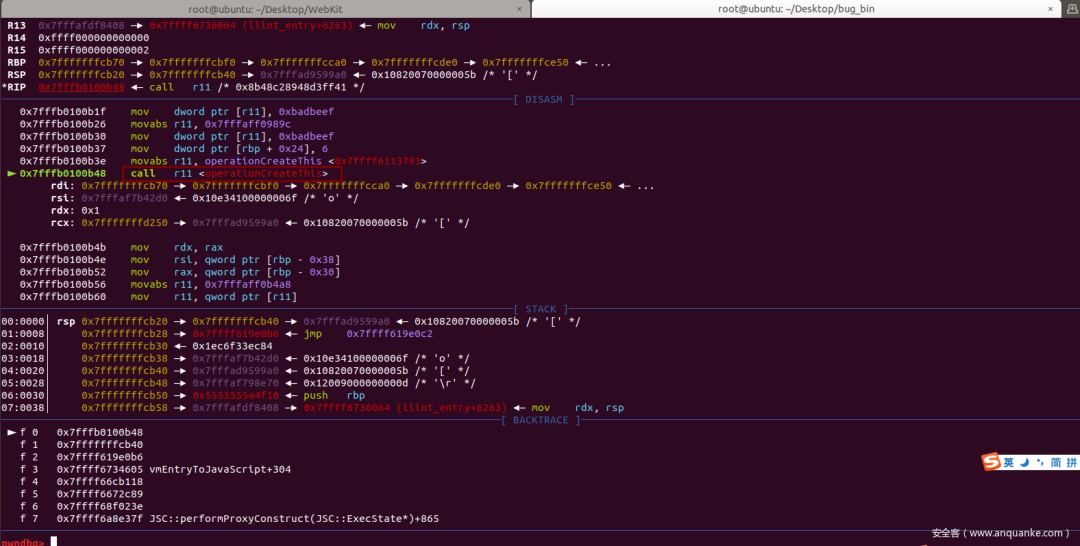 root@ubuntu: ~/Desktop/WebKit × root@ubuntu: ~/Desktop/bug_bin ×
R13 0x7fffafdf8408 —▸ 0x7ffff6736064 (llint_entry+6263) ◂— mov rdx, rsp
R14 0xffff000000000000
R15 0xffff000000000002
RBP 0x7fffffffcb70 —▸ 0x7fffffffcbf0 —▸ 0x7fffffffcca0 —▸ 0x7fffffffcde0 —▸ 0x7fffffffce50 ◂— ...
RSP 0x7fffffffcb20 —▸ 0x7fffffffcb40 —▸ 0x7fffad9599a0 ◂— 0x10820070000005b /* '[' */
*RIP 0x7fffb0100b48 ◂— call r11 /* 0x8b48c28948d3ff41 */
[ DISASM ]
0x7fffb0100b1f mov dword ptr [r11], 0xbadbeef
0x7fffb0100b26 movabs r11, 0x7fffaff0989c
0x7fffb0100b30 mov dword ptr [r11], 0xbadbeef
0x7fffb0100b37 mov dword ptr [rbp + 0x24], 6
0x7fffb0100b3e movabs r11, operationCreateThis <0x7ffff6113791>
► 0x7fffb0100b48 call r11 <operationCreateThis>
rdi: 0x7fffffffcb70 —▸ 0x7fffffffcbf0 —▸ 0x7fffffffcca0 —▸ 0x7fffffffcde0 —▸ 0x7fffffffce50 ◂— ...
rsi: 0x7fffaf7b42d0 ◂— 0x10e34100000006f /* 'o' */
rdx: 0x1
rcx: 0x7fffffffd250 —▸ 0x7fffad9599a0 ◂— 0x10820070000005b /* '[' */
0x7fffb0100b4b mov rdx, rax
0x7fffb0100b4e mov rsi, qword ptr [rbp - 0x38]
0x7fffb0100b52 mov rax, qword ptr [rbp - 0x30]
0x7fffb0100b56 movabs r11, 0x7fffaff0b4a8
0x7fffb0100b60 mov r11, qword ptr [r11]
[ STACK ]
00:0000│ rsp 0x7fffffffcb20 —▸ 0x7fffffffcb40 —▸ 0x7fffad9599a0 ◂— 0x10820070000005b /* '[' */
01:0008│ 0x7fffffffcb28 —▸ 0x7ffff619e0b6 ◂— jmp 0x7ffff619e0c2
02:0010│ 0x7fffffffcb30 ◂— 0x1ec6f33ec84
03:0018│ 0x7fffffffcb38 —▸ 0x7fffaf7b42d0 ◂— 0x10e34100000006f /* 'o' */
04:0020│ 0x7fffffffcb40 —▸ 0x7fffad9599a0 ◂— 0x10820070000005b /* '[' */
05:0028│ 0x7fffffffcb48 —▸ 0x7fffaf798e70 ◂— 0x120090000000000d /* '\r' */
06:0030│ 0x7fffffffcb50 —▸ 0x5555555a4f10 ◂— push rbp
07:0038│ 0x7fffffffcb58 —▸ 0x7fffafdf8408 —▸ 0x7ffff6736064 (llint_entry+6263) ◂— mov rdx, rsp
[ BACKTRACE ]
► f 0 0x7fffb0100b48
f 1 0x7fffffffcb40
f 2 0x7ffff619e0b6
f 3 0x7ffff6734605 vmEntryToJavaScript+304
f 4 0x7ffff66cb118
f 5 0x7ffff6672c89
f 6 0x7ffff68f023e
f 7 0x7ffff6a8e37f JSC::performProxyConstruct(JSC::ExecState*)+865
pwndbg>
S 英 简 拼
安全客（www.anquanke.com）